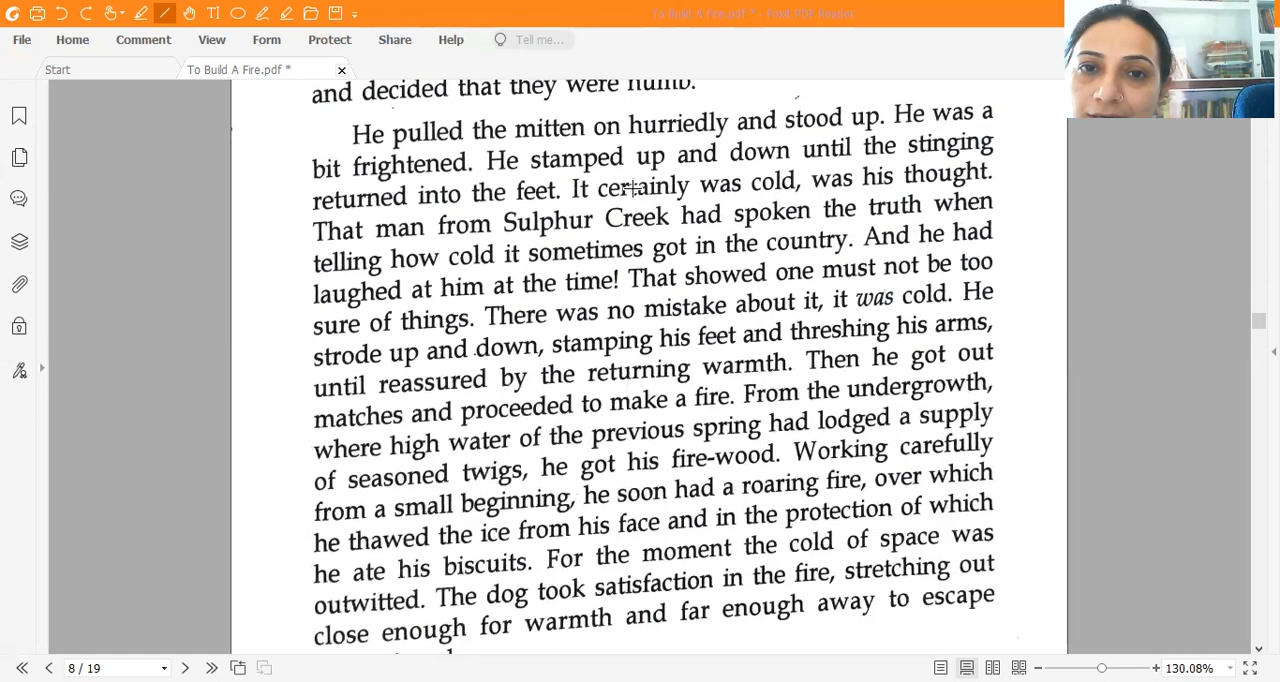 To Build A Fire.pdf * - Foxit PDF Reader
File Home Comment View Form Protect Share Help Tell me...
Start To Build A Fire.pdf *
and decided that they were numb.
He pulled the mitten on hurriedly and stood up. He was a
bit frightened. He stamped up and down until the stinging
returned into the feet. It certainly was cold, was his thought.
That man from Sulphur Creek had spoken the truth when
telling how cold it sometimes got in the country. And he had
laughed at him at the time! That showed one must not be too
sure of things. There was no mistake about it, it was cold. He
strode up and down, stamping his feet and threshing his arms,
until reassured by the returning warmth. Then he got out
matches and proceeded to make a fire. From the undergrowth,
where high water of the previous spring had lodged a supply
of seasoned twigs, he got his fire-wood. Working carefully
from a small beginning, he soon had a roaring fire, over which
he thawed the ice from his face and in the protection of which
he ate his biscuits. For the moment the cold of space was
outwitted. The dog took satisfaction in the fire, stretching out
close enough for warmth and far enough away to escape
8 / 19 130.08%